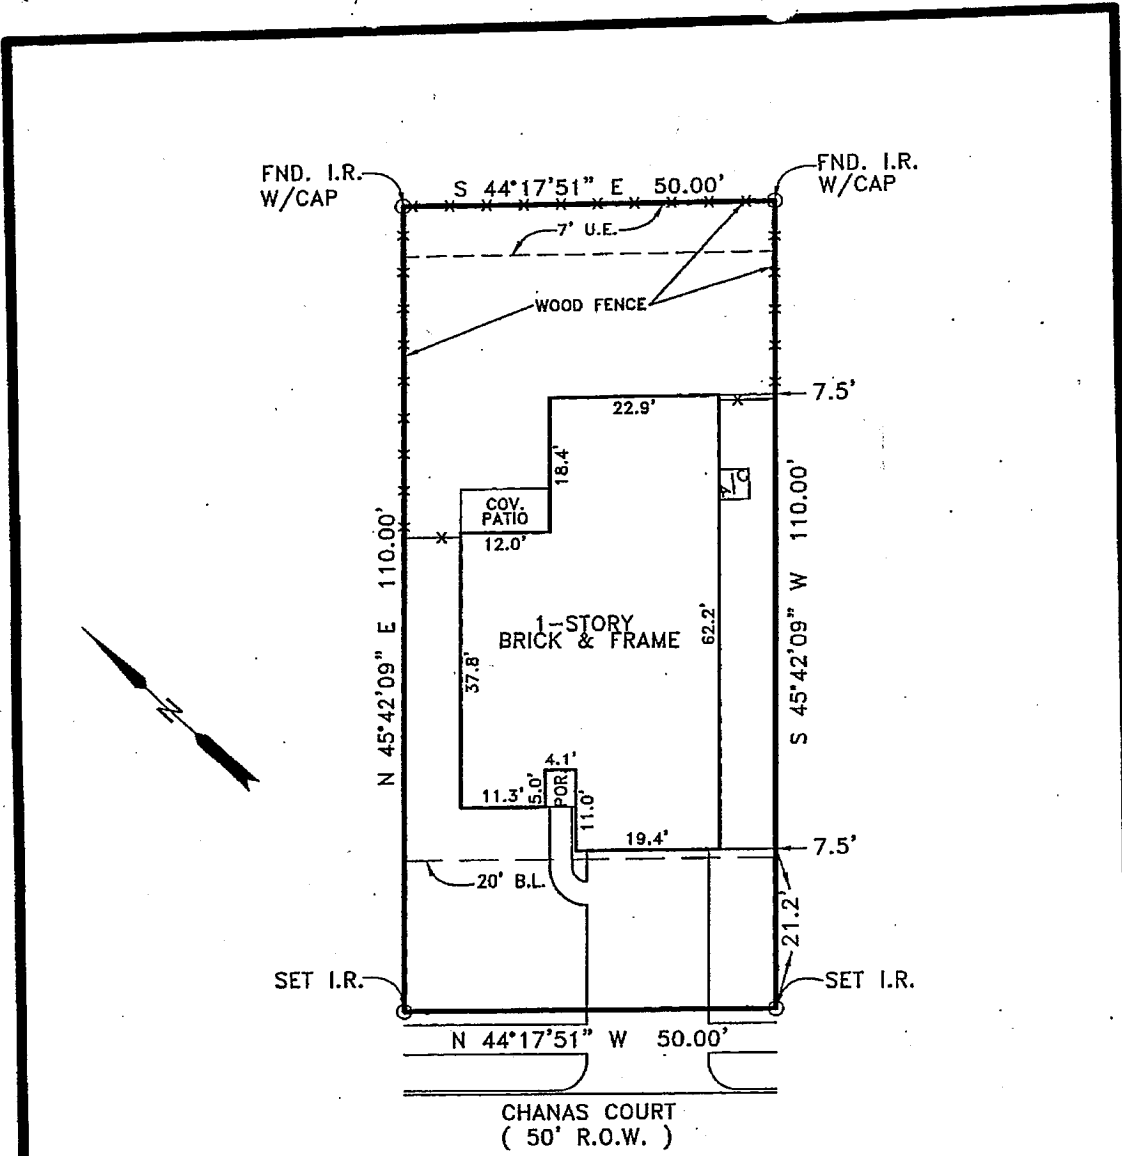 FND. I.R.
W/CAP
S 44°17'51" E 50.00'
FND. I.R.
W/CAP
7' U.E.
WOOD FENCE
7.5'
22.9'
18.4'
COV.
PATIO
12.0'
N 45°42'09" E 110.00'
S 45°42'09" W 110.00'
1-STORY
BRICK & FRAME
62.2'
37.8'
N
4.1'
5.0'
POR.
11.3'
11.0'
19.4'
7.5'
20' B.L.
21.2'
SET I.R.
SET I.R.
N 44°17'51" W 50.00'
CHANAS COURT
( 50' R.O.W. )